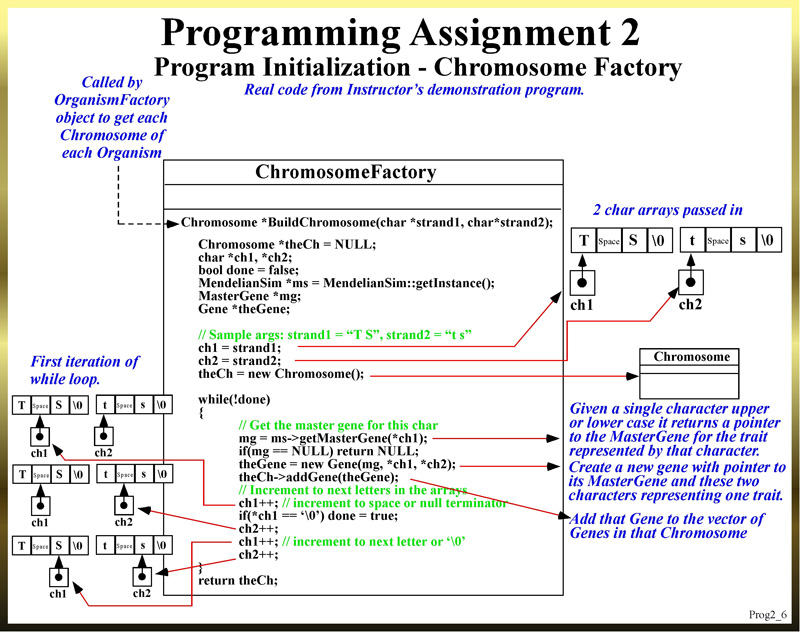 Programming Assignment 2
Program Initialization - Chromosome Factory
Real code from Instructor's demonstration program.
Called by
OrganismFactory
object to get each
Chromosome of
each Organism
ChromosomeFactory
Chromosome *BuildChromosome(char *strand1, char*strand2);
Chromosome *theCh = NULL;
char *ch1, *ch2;
bool done = false;
MendelianSim *ms = MendelianSim::getInstance();
MasterGene *mg;
Gene *theGene;
// Sample args: strand1 = “T S”, strand2 = “t s”
ch1 = strand1;
ch2 = strand2;
theCh = new Chromosome();
while(!done)
{
// Get the master gene for this char
mg = ms->getMasterGene(*ch1);
if(mg == NULL) return NULL;
theGene = new Gene(mg, *ch1, *ch2);
theCh->addGene(theGene);
// Increment to next letters in the arrays
ch1++; // increment to space or null terminator
if(*ch1 == ‘\0’) done = true;
ch2++;
ch1++; // increment to next letter or ‘\0’
ch2++;
}
return theCh;
2 char arrays passed in
T Space S \0 t Space s \0
ch1 ch2
Chromosome
Given a single character upper
or lower case it returns a pointer
to the MasterGene for the trait
represented by that character.
Create a new gene with pointer to
its MasterGene and these two
characters representing one trait.
Add that Gene to the vector of
Genes in that Chromosome
First iteration of
while loop.
T Space S \0 t Space s \0
ch1 ch2
T Space S \0 t Space s \0
ch1 ch2
T Space S \0 t Space s \0
ch1 ch2
Prog2_6